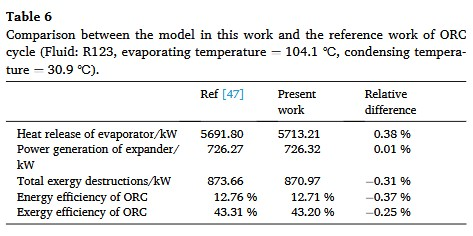 Table 6
Comparison between the model in this work and the reference work of ORC
cycle (Fluid: R123, evaporating temperature = 104.1 ℃, condensing tempera-
ture = 30.9 ℃).
Ref [47] Present work Relative difference
Heat release of evaporator/kW 5691.80 5713.21 0.38 %
Power generation of expander/kW 726.27 726.32 0.01 %
Total exergy destructions/kW 873.66 870.97 −0.31 %
Energy efficiency of ORC 12.76 % 12.71 % −0.37 %
Exergy efficiency of ORC 43.31 % 43.20 % −0.25 %